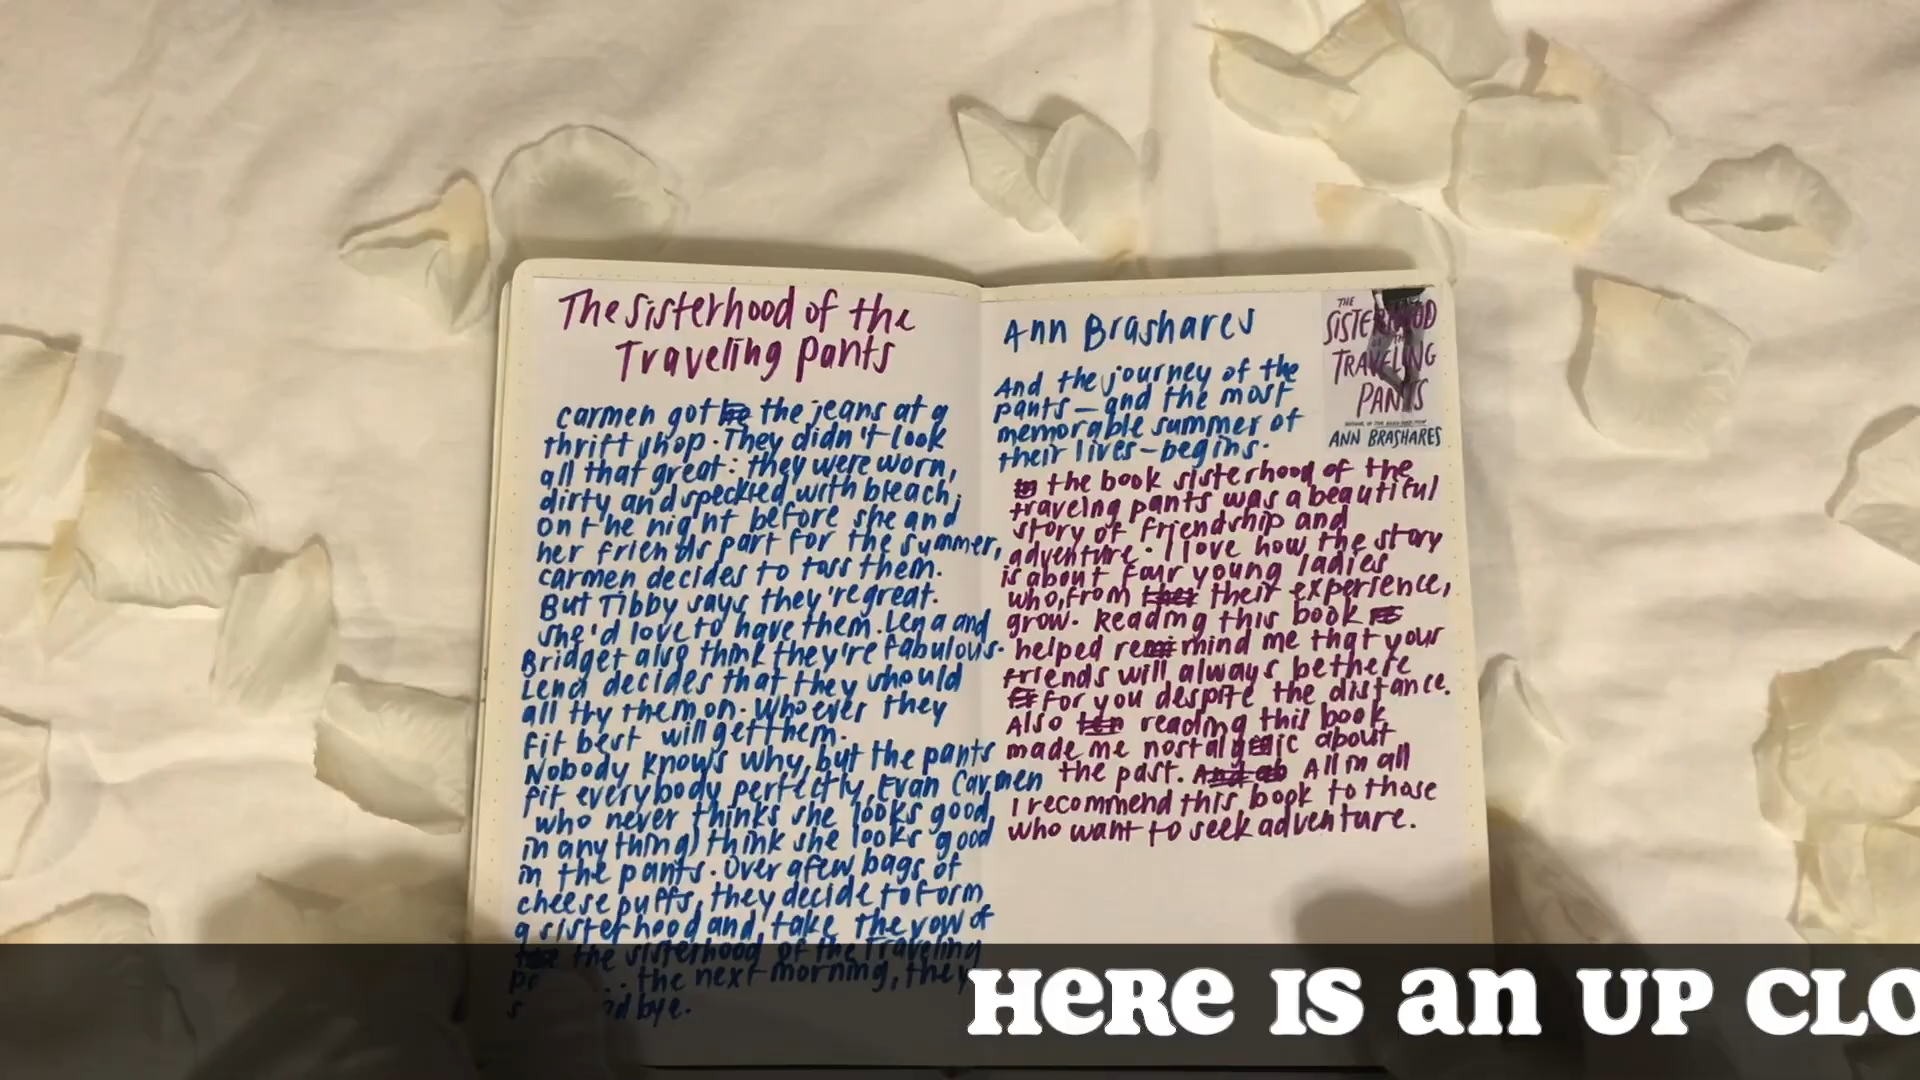 The Sisterhood of the
Traveling Pants
Carmen got the jeans at a
thrift shop. They didn't look
all that great: they were worn,
dirty and speckled with bleach,
on the night before she and
her friends part for the summer,
Carmen decides to toss them.
But Tibby says they're great.
She'd love to have them. Lena and
Bridget also think they're fabulous.
Lena decides that they should
all try them on. Whoever they
fit best will get them.
Nobody knows why, but the pants
fit everybody perfectly, Evan Carmen
who never thinks she looks good
in anything) think she looks good
in the pants. Over a few bags of
cheese puffs, they decide to form
a sisterhood and take the vow of
the sisterhood of the Traveling
the next morning, they
bye.
Ann Brashares
And the journey of the
pants — and the most
memorable summer of
their lives — begins.
the book sisterhood of the
traveing pants was a beautiful
story of friendship and
adventure. I love how the story
is about four young ladies
who, from their experience,
grow. Reading this book
helped remind me that your
friends will always be there
for you despite the distance.
Also reading this book
made me nostalgic about
the past. All in all
I recommend this book to those
who want to seek adventure.
THE
SISTERHOOD
TRAVELING
PANTS
ANN BRASHARES
HERE IS an UP CLO